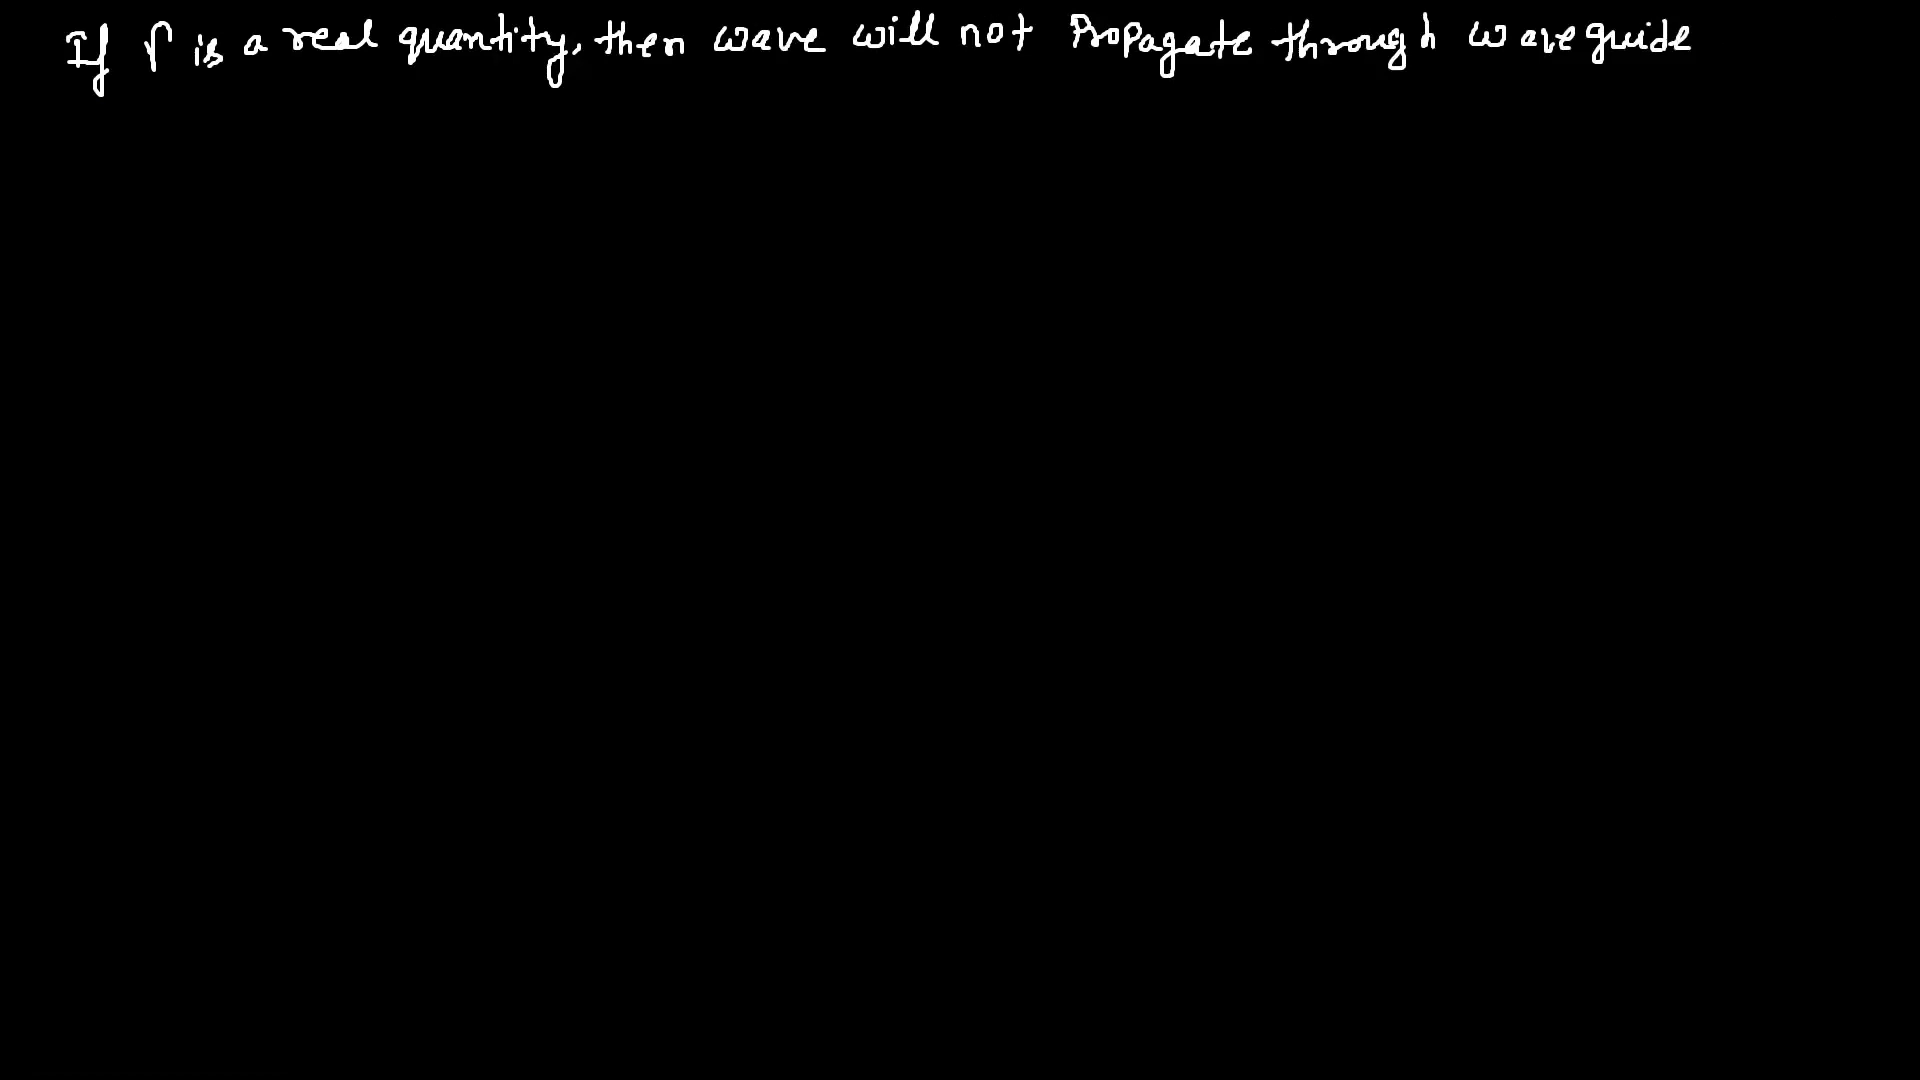 If Γ is a real quantity, then wave will not Propagate through waveguide